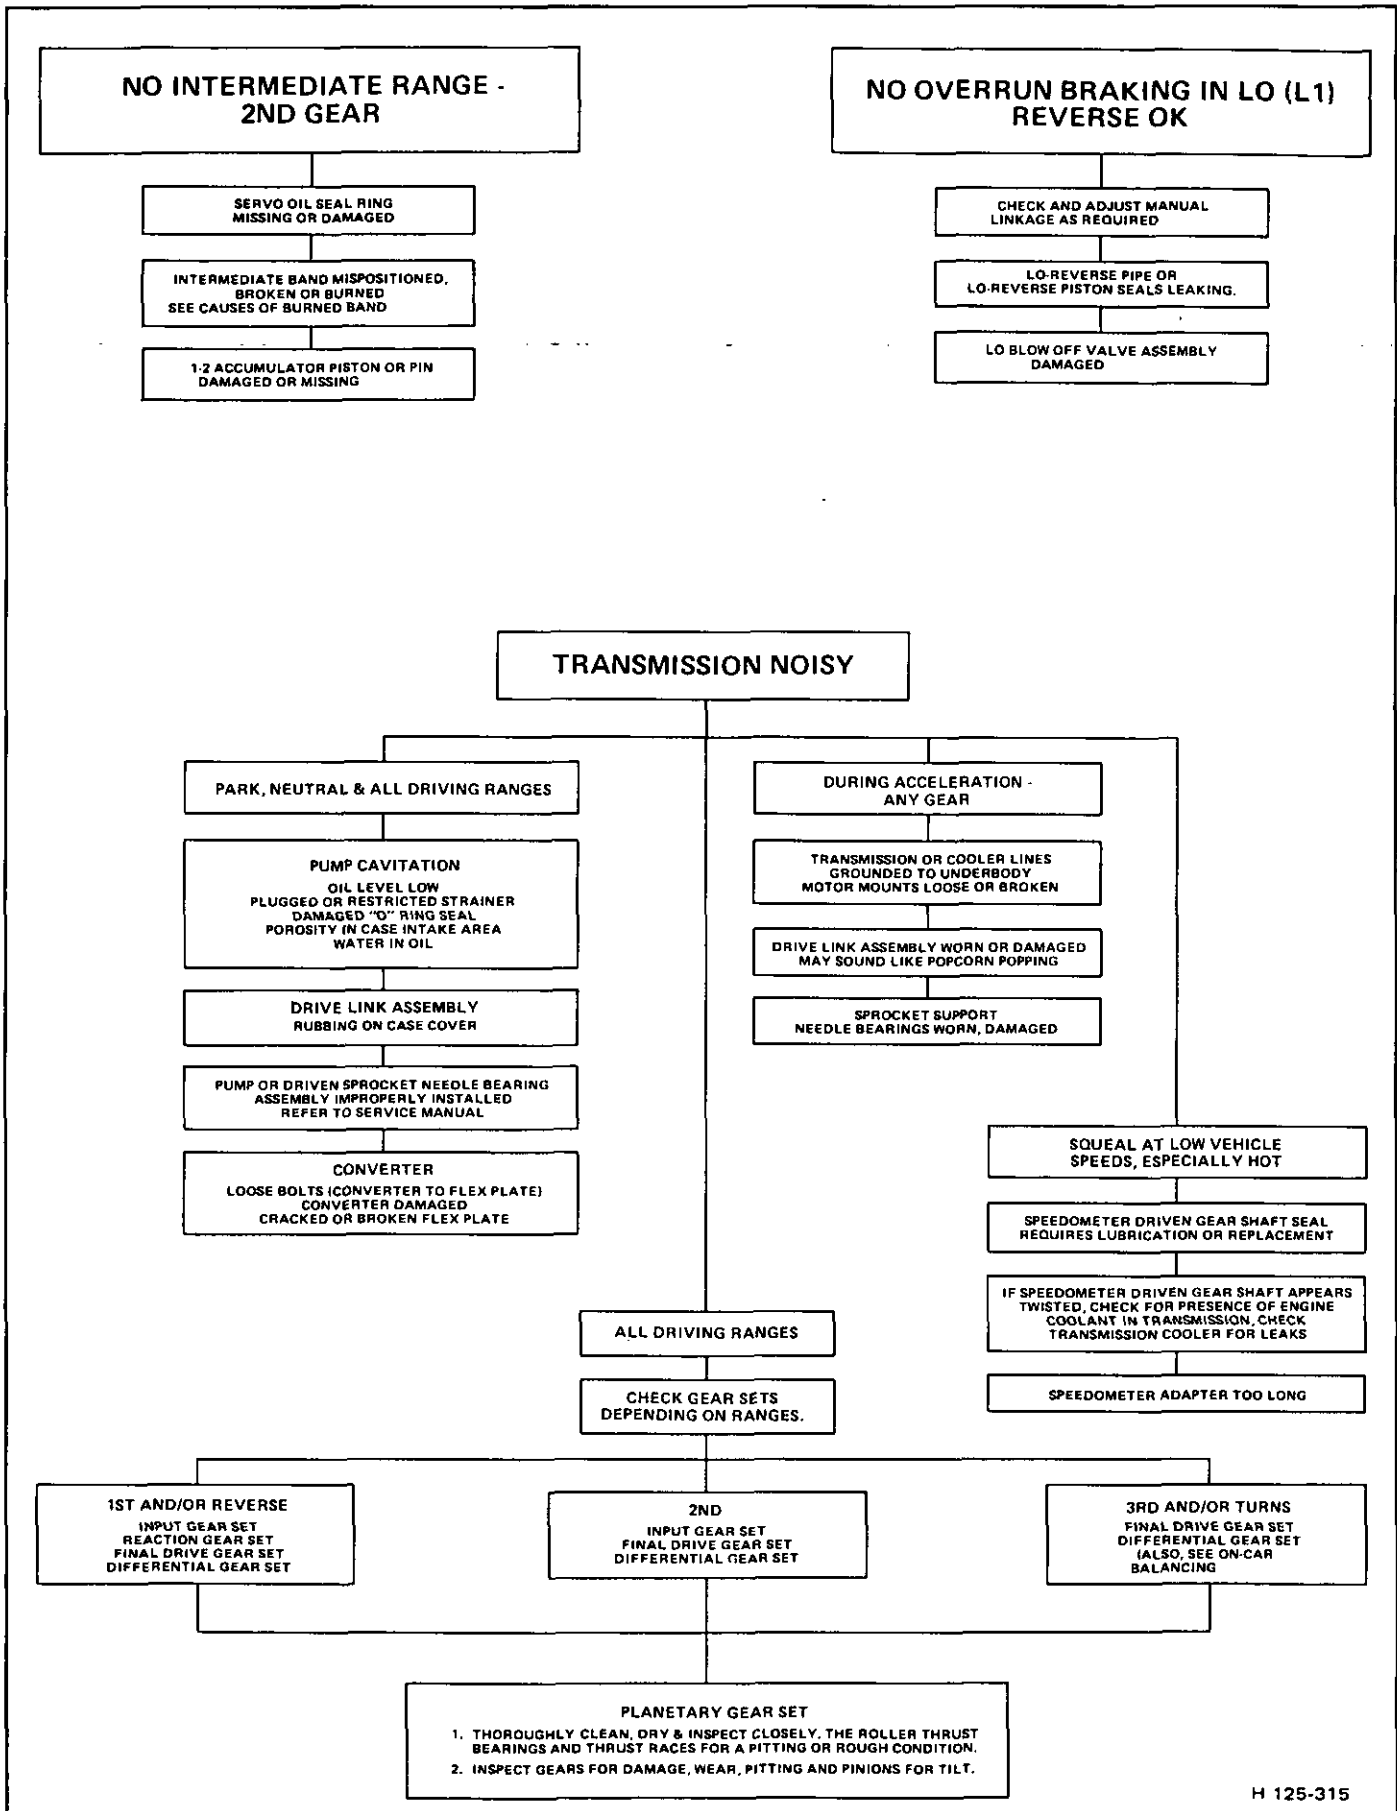 NO INTERMEDIATE RANGE -
2ND GEAR
SERVO OIL SEAL RING
MISSING OR DAMAGED
INTERMEDIATE BAND MISPOSITIONED,
BROKEN OR BURNED
SEE CAUSES OF BURNED BAND
1-2 ACCUMULATOR PISTON OR PIN
DAMAGED OR MISSING
NO OVERRUN BRAKING IN LO (L1)
REVERSE OK
CHECK AND ADJUST MANUAL
LINKAGE AS REQUIRED
LO-REVERSE PIPE OR
LO-REVERSE PISTON SEALS LEAKING.
LO BLOW OFF VALVE ASSEMBLY
DAMAGED
TRANSMISSION NOISY
PARK, NEUTRAL & ALL DRIVING RANGES
PUMP CAVITATION
OIL LEVEL LOW
PLUGGED OR RESTRICTED STRAINER
DAMAGED "O" RING SEAL
POROSITY IN CASE INTAKE AREA
WATER IN OIL
DRIVE LINK ASSEMBLY
RUBBING ON CASE COVER
PUMP OR DRIVEN SPROCKET NEEDLE BEARING
ASSEMBLY IMPROPERLY INSTALLED
REFER TO SERVICE MANUAL
CONVERTER
LOOSE BOLTS (CONVERTER TO FLEX PLATE)
CONVERTER DAMAGED
CRACKED OR BROKEN FLEX PLATE
DURING ACCELERATION -
ANY GEAR
TRANSMISSION OR COOLER LINES
GROUNDED TO UNDERBODY
MOTOR MOUNTS LOOSE OR BROKEN
DRIVE LINK ASSEMBLY WORN OR DAMAGED
MAY SOUND LIKE POPCORN POPPING
SPROCKET SUPPORT
NEEDLE BEARINGS WORN, DAMAGED
SQUEAL AT LOW VEHICLE
SPEEDS, ESPECIALLY HOT
SPEEDOMETER DRIVEN GEAR SHAFT SEAL
REQUIRES LUBRICATION OR REPLACEMENT
IF SPEEDOMETER DRIVEN GEAR SHAFT APPEARS
TWISTED, CHECK FOR PRESENCE OF ENGINE
COOLANT IN TRANSMISSION, CHECK
TRANSMISSION COOLER FOR LEAKS
SPEEDOMETER ADAPTER TOO LONG
ALL DRIVING RANGES
CHECK GEAR SETS
DEPENDING ON RANGES.
1ST AND/OR REVERSE
INPUT GEAR SET
REACTION GEAR SET
FINAL DRIVE GEAR SET
DIFFERENTIAL GEAR SET
2ND
INPUT GEAR SET
FINAL DRIVE GEAR SET
DIFFERENTIAL GEAR SET
3RD AND/OR TURNS
FINAL DRIVE GEAR SET
DIFFERENTIAL GEAR SET
(ALSO, SEE ON-CAR
BALANCING
PLANETARY GEAR SET
1. THOROUGHLY CLEAN, DRY & INSPECT CLOSELY, THE ROLLER THRUST
BEARINGS AND THRUST RACES FOR A PITTING OR ROUGH CONDITION.
2. INSPECT GEARS FOR DAMAGE, WEAR, PITTING AND PINIONS FOR TILT.
H 125-315